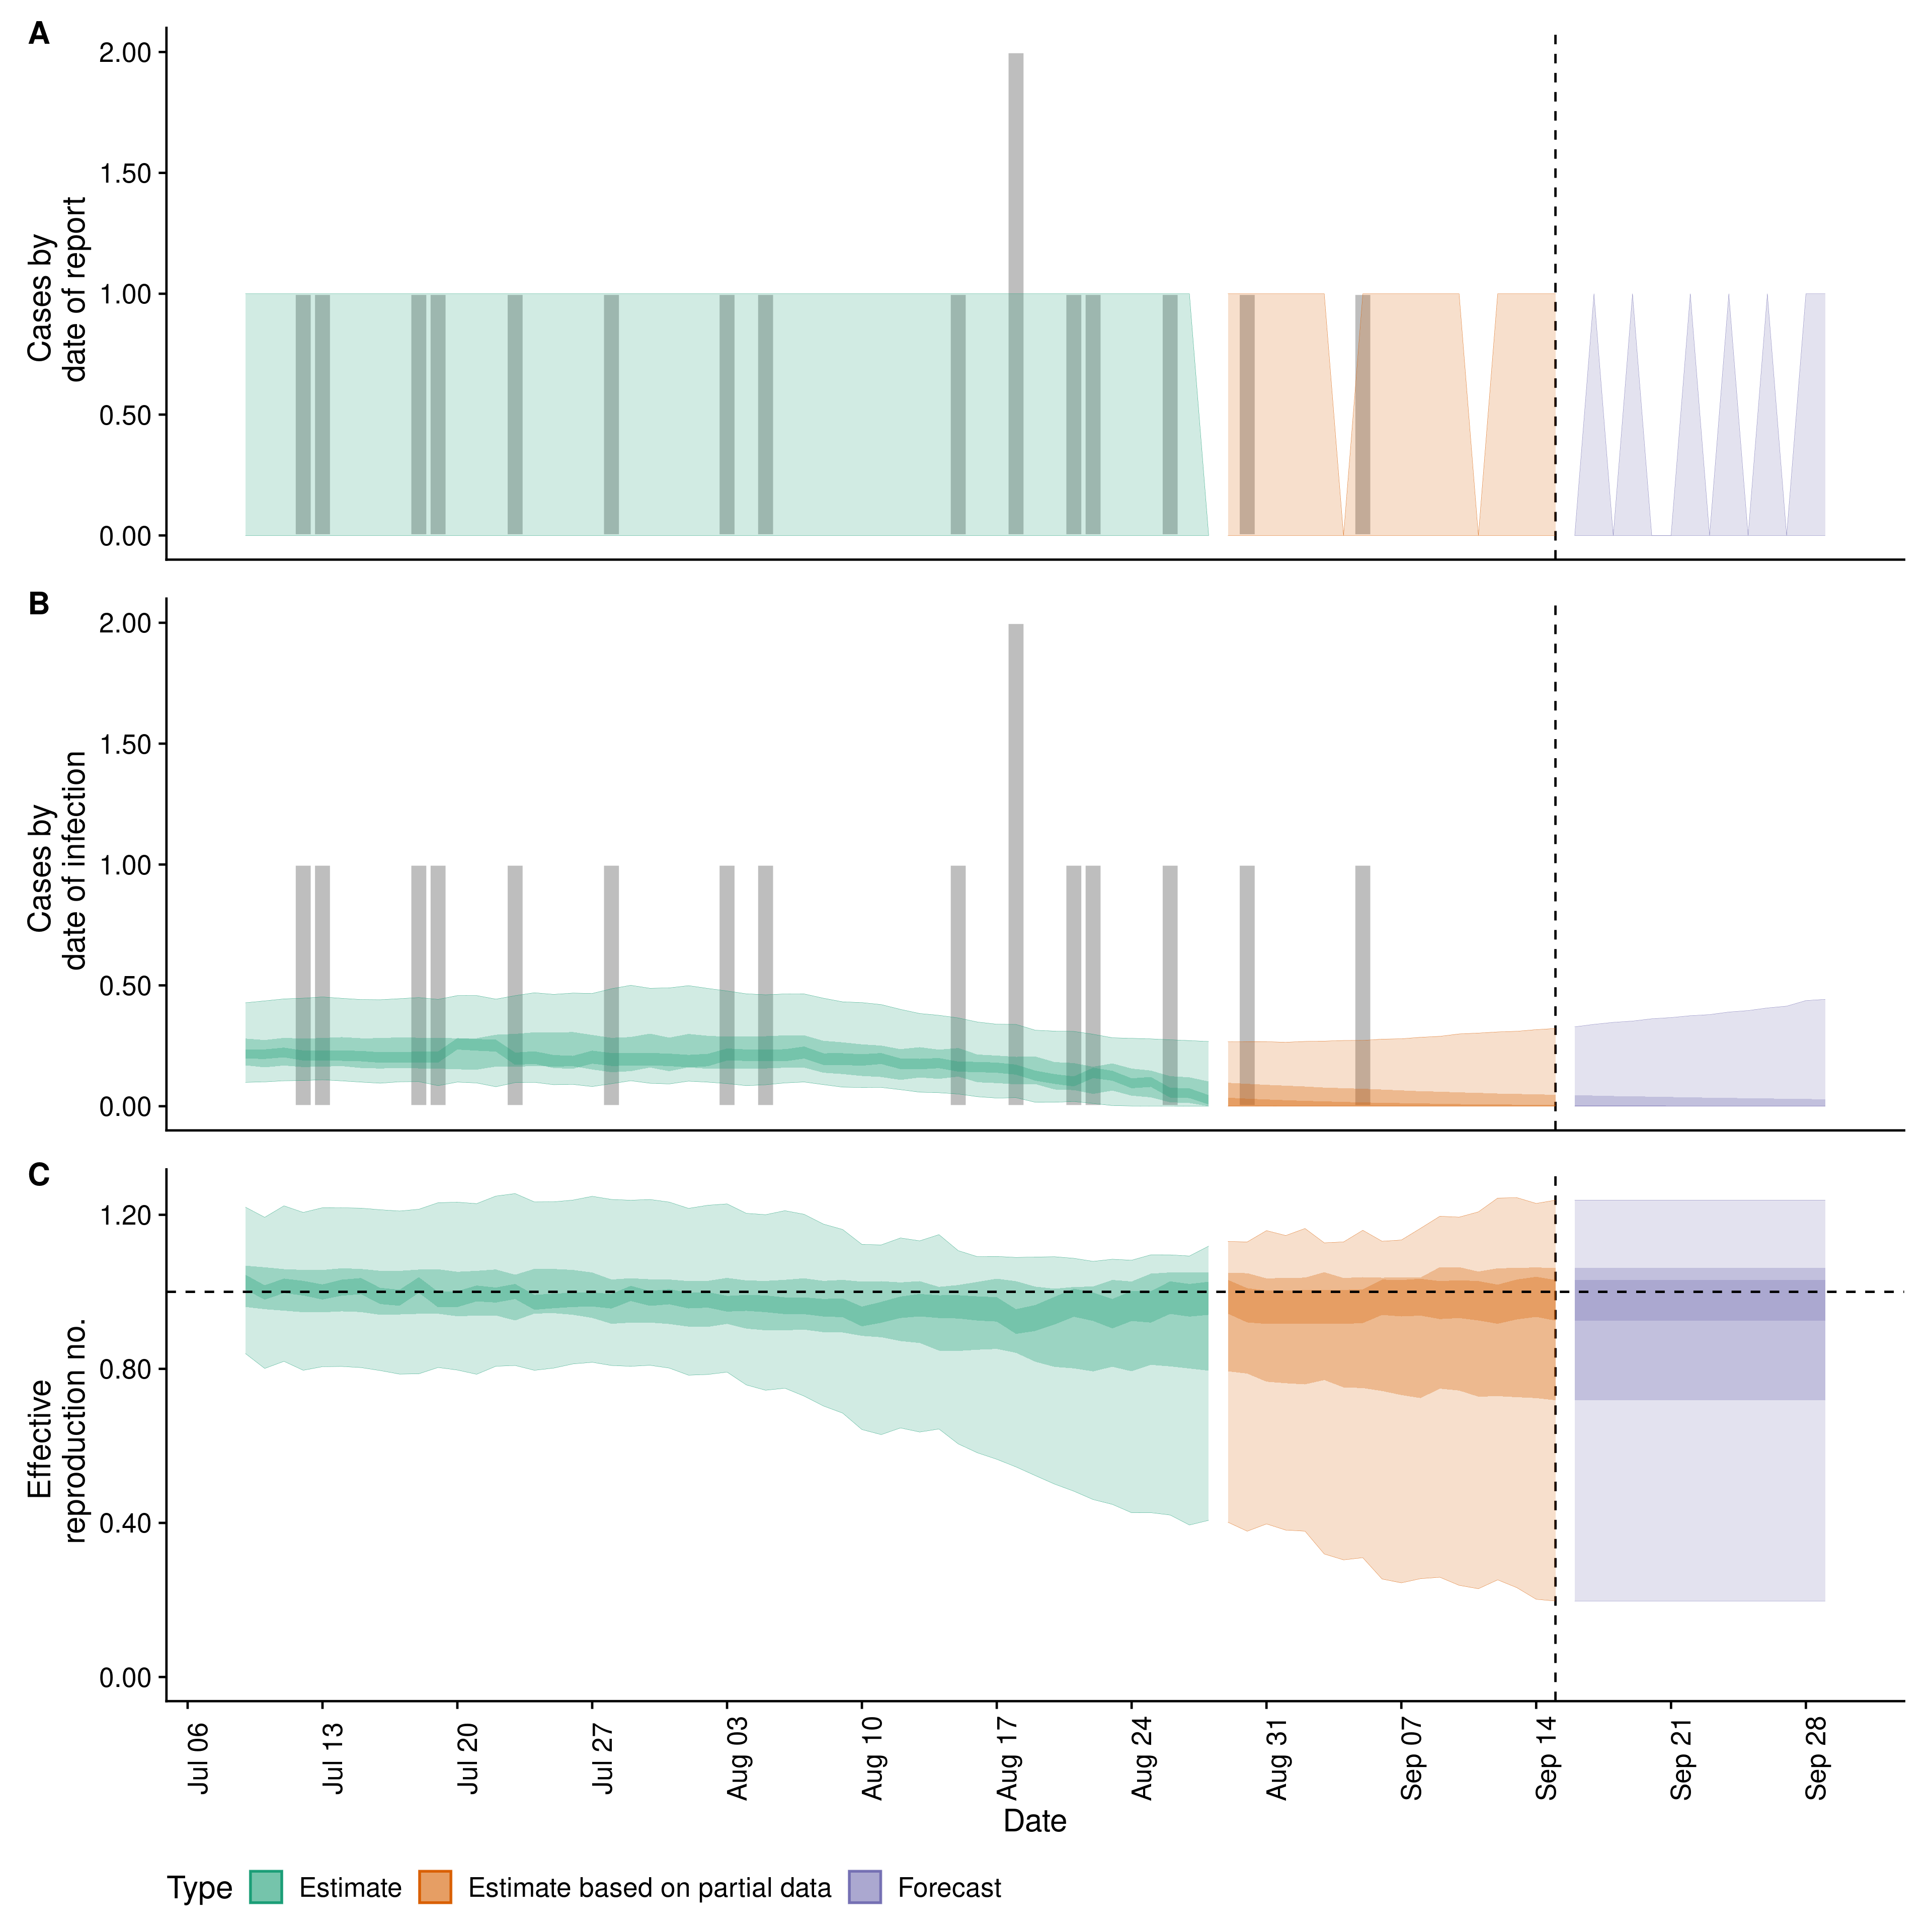 A
2.00
1.50
1.00
0.50
0.00
Cases by
date of report
B
2.00
1.50
1.00
0.50
0.00
Cases by
date of infection
C
1.20
0.80
0.40
0.00
Effective
reproduction no.
Jul 06
Jul 13
Jul 20
Jul 27
Aug 03
Aug 10
Aug 17
Aug 24
Aug 31
Sep 07
Sep 14
Sep 21
Sep 28
Date
Type Estimate Estimate based on partial data Forecast